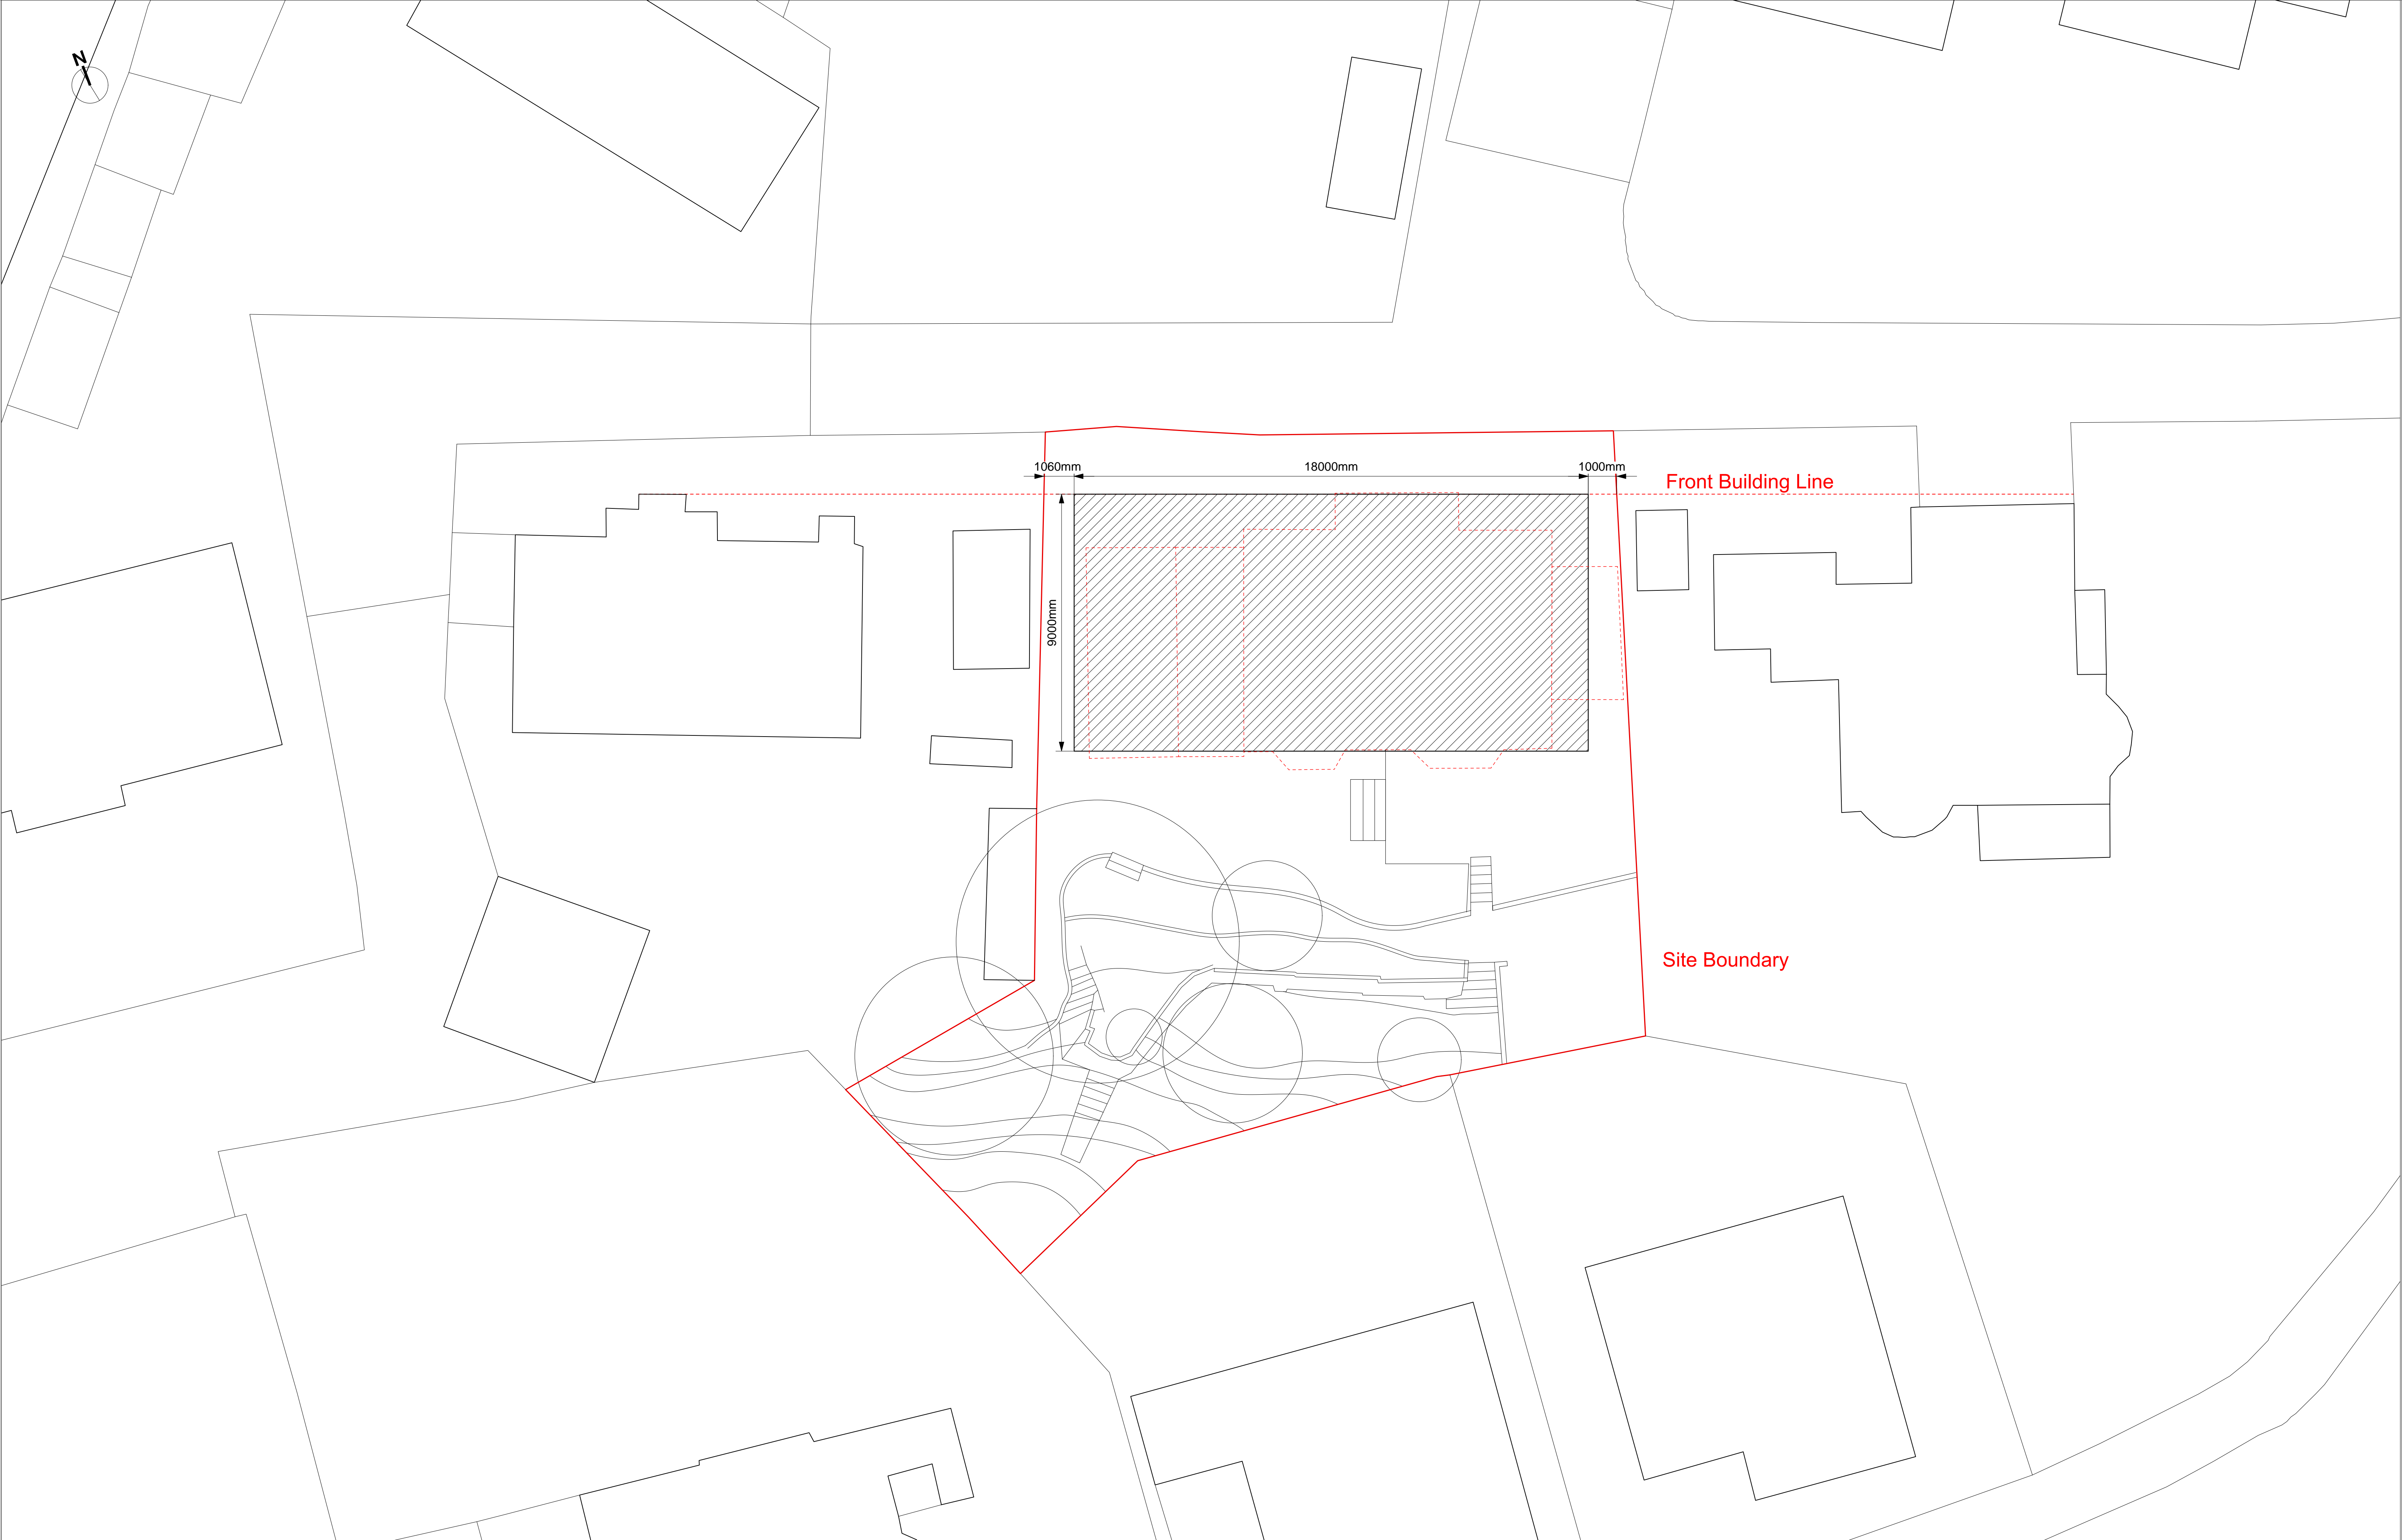 N
1060mm
18000mm
1000mm
Front Building Line
9000mm
Site Boundary